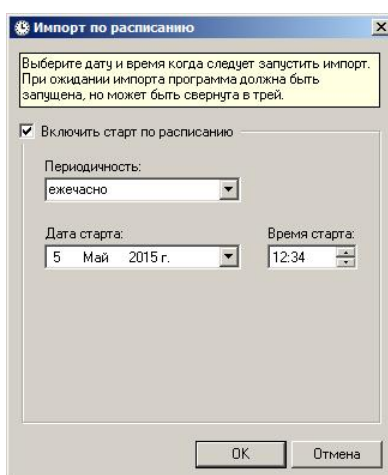 Импорт по расписанию
Выберите дату и время когда следует запустить импорт.
При ожидании импорта программа должна быть
запущена, но может быть свернута в трей.
Включить старт по расписанию
Периодичность:
ежечасно
Дата старта: Время старта:
5 Май 2015 г. 12:34
OK Отмена